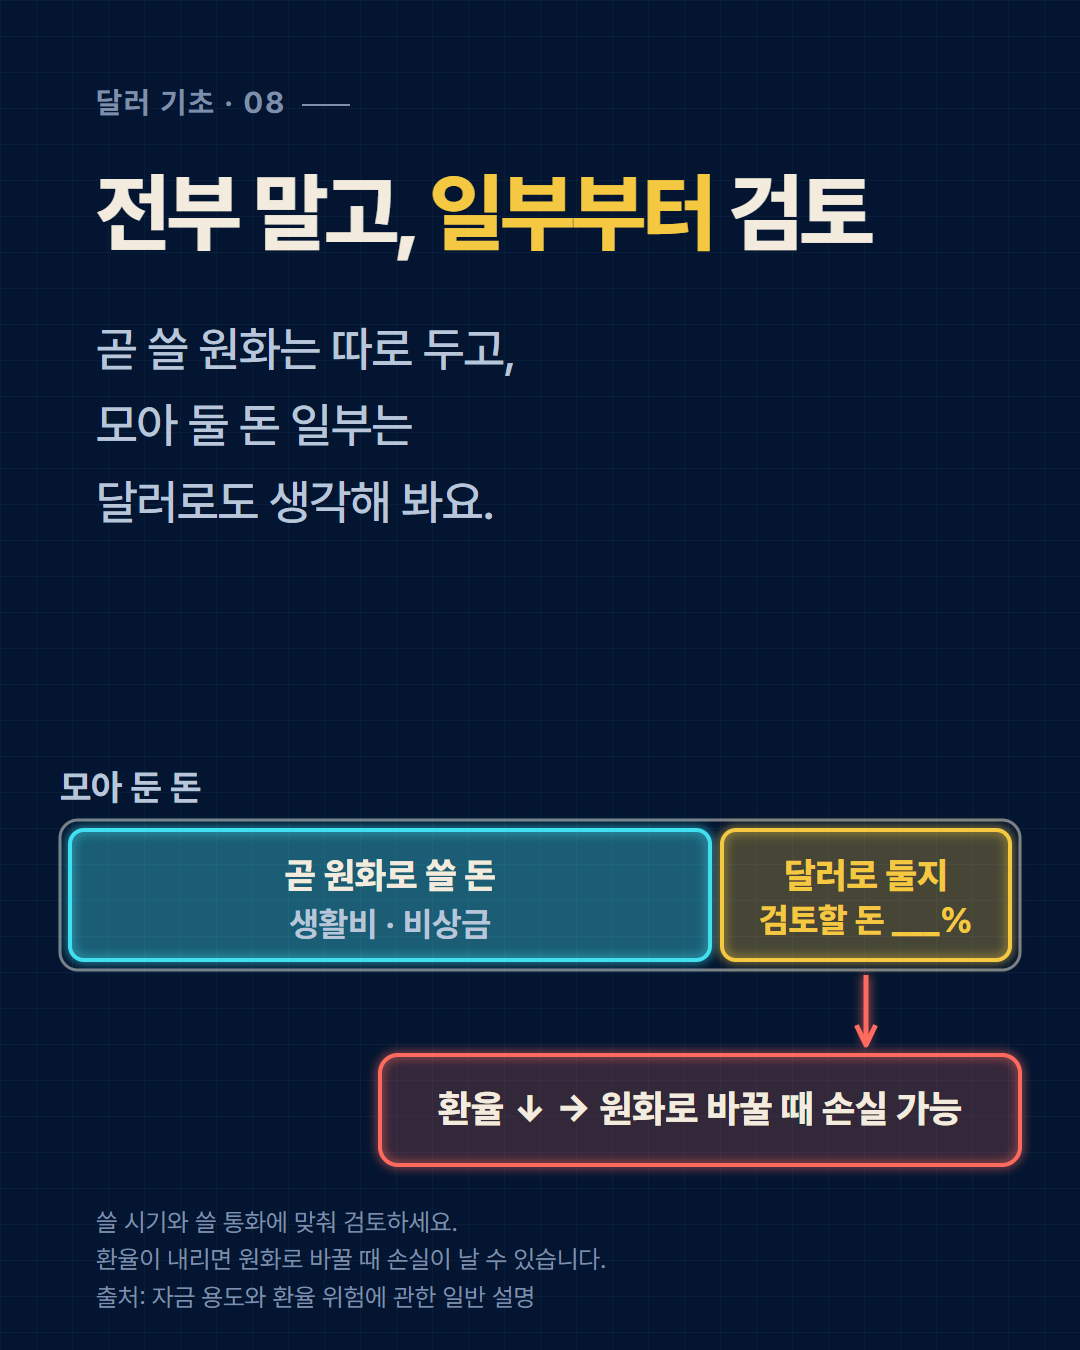 달러 기초 · 08
전부 말고, 일부부터 검토
곧 쓸 원화는 따로 두고,
모아 둘 돈 일부는
달러로도 생각해 봐요.
모아 둔 돈
곧 원화로 쓸 돈
생활비 · 비상금
달러로 둘지
검토할 돈 ___%
환율 ↓ → 원화로 바꿀 때 손실 가능
쓸 시기와 쓸 통화에 맞춰 검토하세요.
환율이 내리면 원화로 바꿀 때 손실이 날 수 있습니다.
출처: 자금 용도와 환율 위험에 관한 일반 설명